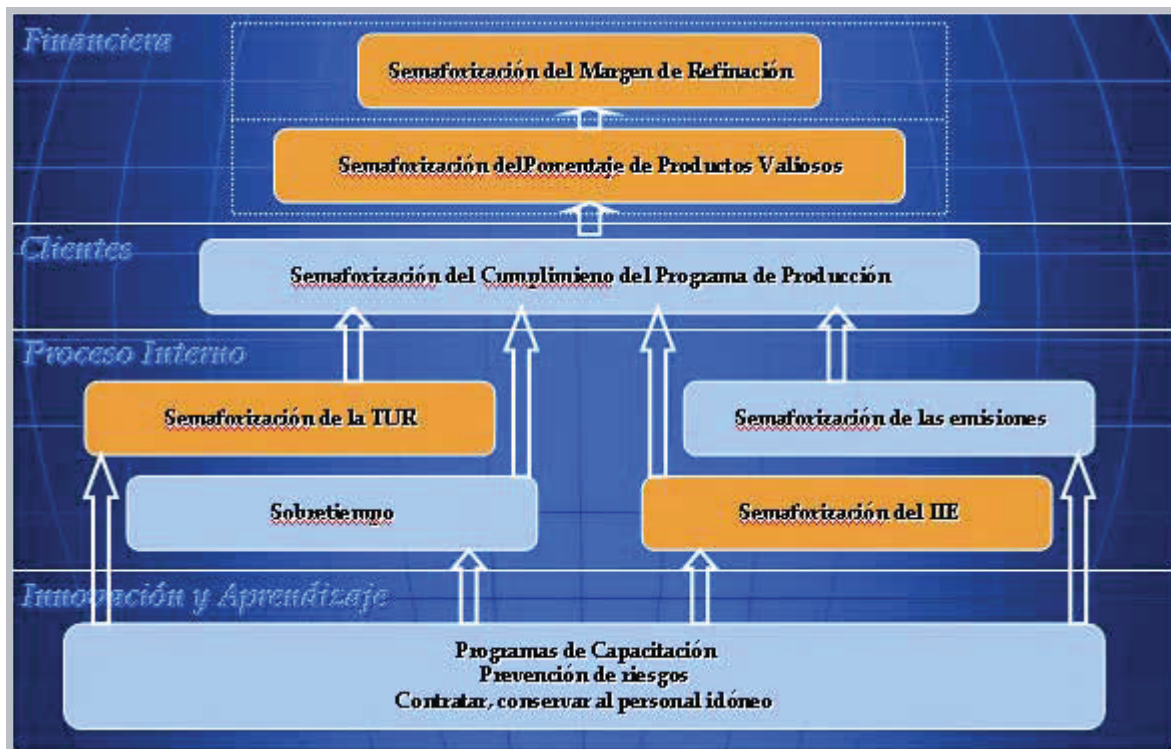 Financiera
Semaforización del Margen de Refinación
Semaforización delPorcentaje de Productos Valiosos
Clientes
Semaforización del Cumplimieno del Programa de Producción
Proceso Interno
Semaforización de la TUR
Semaforización de las emisiones
Sobretiempo
Semaforización del IIE
Innovación y Aprendizaje
Programas de Capacitación
Prevención de riesgos
Contratar, conservar al personal idóneo